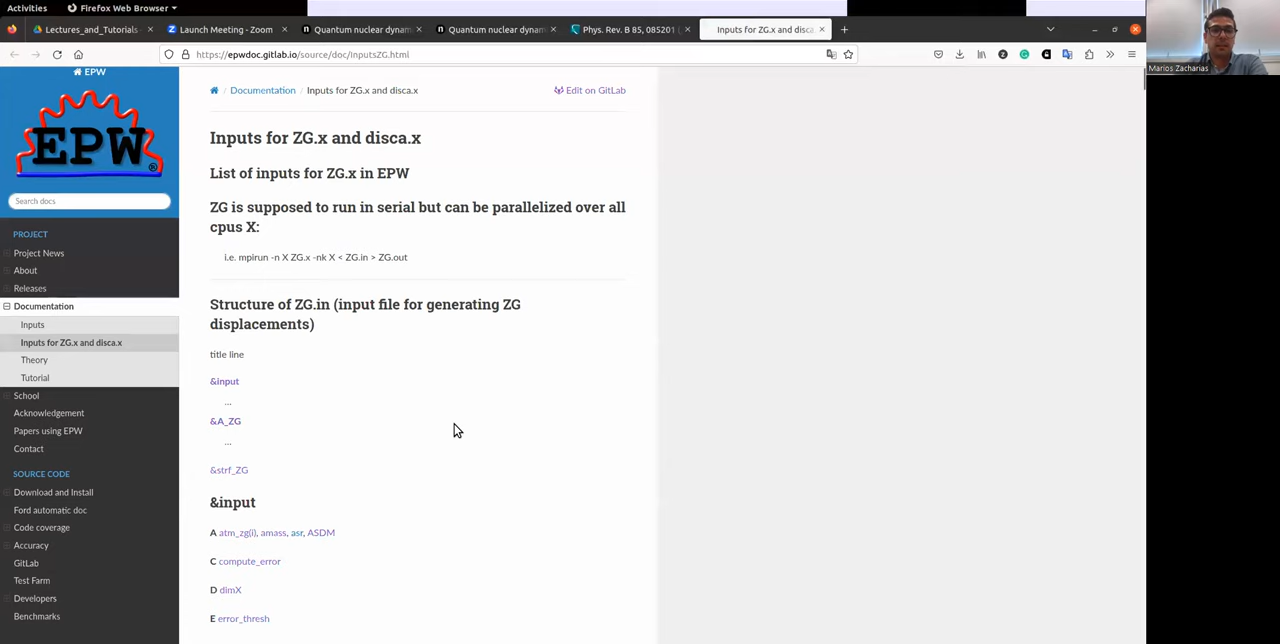 Activities
Firefox Web Browser
Lectures_and_Tutorials
Launch Meeting - Zoom
Quantum nuclear dynam
Quantum nuclear dynam
Phys. Rev. B 85, 085201 (
Inputs for ZG.x and disca.x
https://epwdoc.gitlab.io/source/doc/InputsZG.html
Marios Zacharias
EPW
EPW
Search docs
PROJECT
Project News
About
Releases
Documentation
Inputs
Inputs for ZG.x and disca.x
Theory
Tutorial
School
Acknowledgement
Papers using EPW
Contact
SOURCE CODE
Download and Install
Ford automatic doc
Code coverage
Accuracy
GitLab
Test Farm
Developers
Benchmarks
/ Documentation / Inputs for ZG.x and disca.x
Edit on GitLab
Inputs for ZG.x and disca.x
List of inputs for ZG.x in EPW
ZG is supposed to run in serial but can be parallelized over all
cpus X:
i.e. mpirun -n X ZG.x -nk X < ZG.in > ZG.out
Structure of ZG.in (input file for generating ZG
displacements)
title line
&input
...
&A_ZG
...
&strf_ZG
&input
A atm_zg(i), amass, asr, ASDM
C compute_error
D dimX
E error_thresh